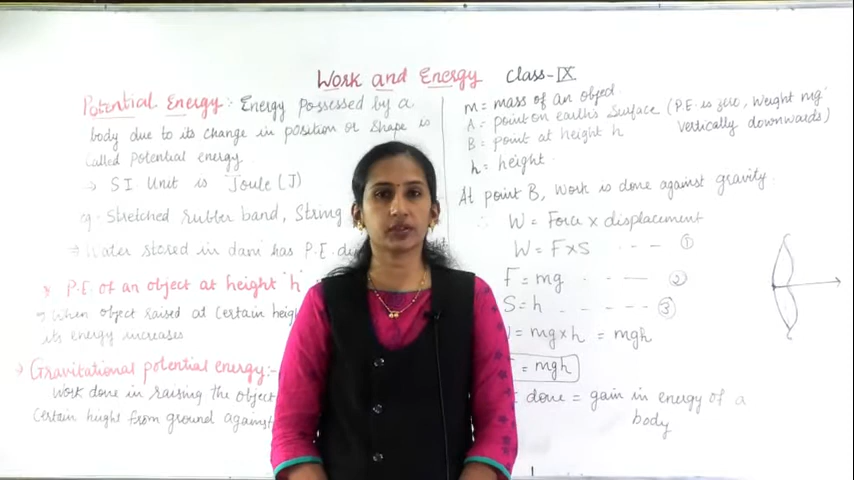 Work and Energy Class-IX
Potential Energy:- Energy possessed by a
body due to its change in position or shape is
called potential energy.
→ SI Unit is Joule (J)
eg:- Stretched rubber band, String
⇒ Water stored in dam has P.E.
* P.E. of an object at height 'h'
⇒ When object raised at certain
its energy increases
→ Gravitational potential energy:-
Work done in raising the object
certain height from ground against
m = mass of an object.
A = point on earth's surface (P.E. is zero, Weight mg
vertically downwards)
B = point at height h
h = height.
At point B, Work is done against gravity.
∴ W = Force x displacement
W = F x S - - - ①
F = mg - - - - ②
S = h - - - - - - ③
= mg x h = mgh
= mgh
done = gain in energy of a
body